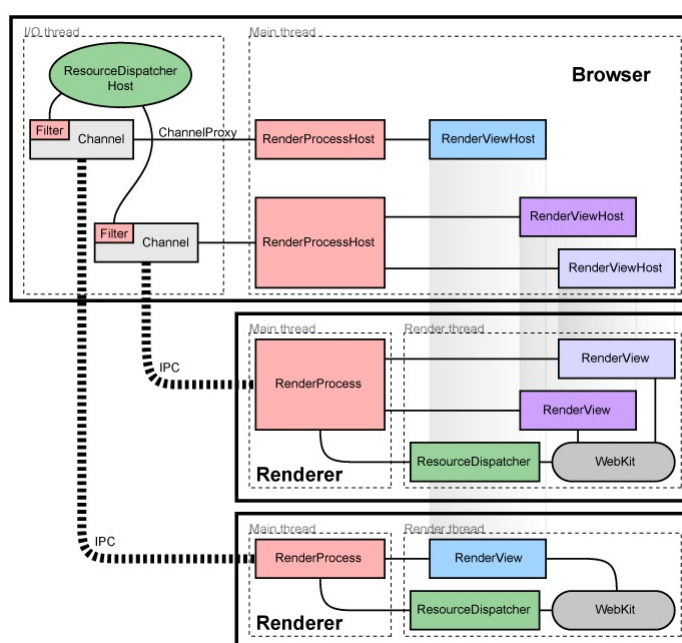 I/O thread
Main thread
ResourceDispatcher
Host
Browser
Filter
Channel
ChannelProxy
RenderProcessHost
RenderViewHost
Filter
Channel
RenderProcessHost
RenderViewHost
RenderViewHost
Main thread
Render thread
IPC
RenderProcess
RenderView
RenderView
Renderer
ResourceDispatcher
WebKit
Main thread
Render thread
IPC
RenderProcess
RenderView
Renderer
ResourceDispatcher
WebKit